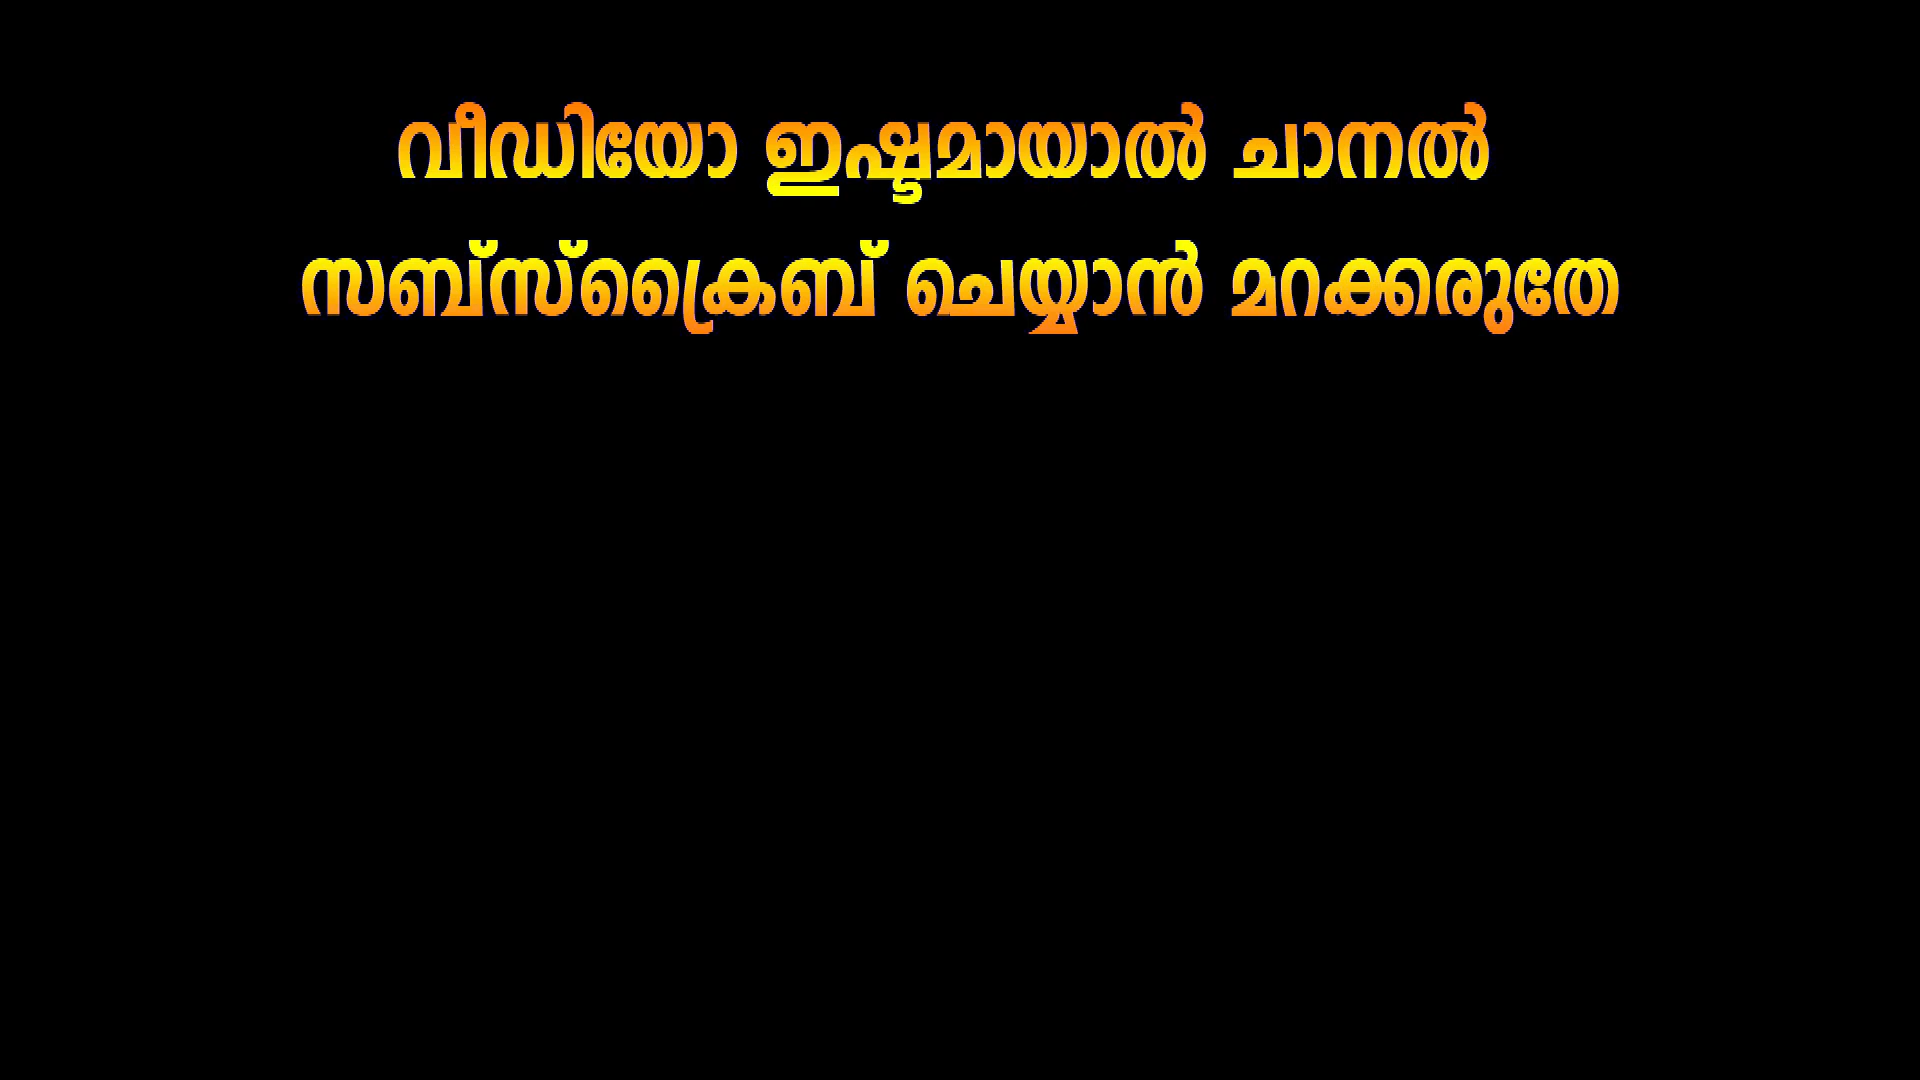 വീഡിയോ ഇഷ്ടമായാൽ ചാനൽ
സബ്സ്ക്രൈബ് ചെയ്യാൻ മറക്കരുതേ